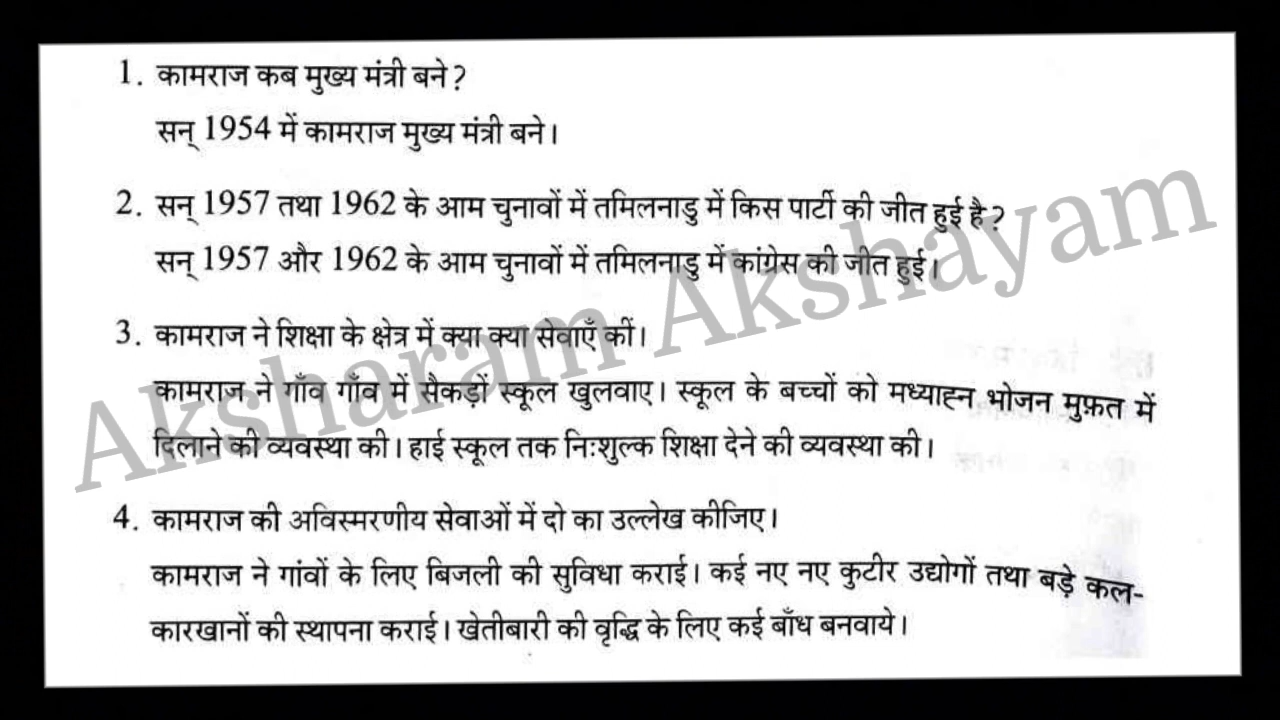 1. कामराज कब मुख्य मंत्री बने?
सन् 1954 में कामराज मुख्य मंत्री बने।
2. सन् 1957 तथा 1962 के आम चुनावों में तमिलनाडु में किस पार्टी की जीत हुई है?
सन् 1957 और 1962 के आम चुनावों में तमिलनाडु में कांग्रेस की जीत हुई।
3. कामराज ने शिक्षा के क्षेत्र में क्या क्या सेवाएँ कीं।
कामराज ने गाँव गाँव में सैकड़ों स्कूल खुलवाए। स्कूल के बच्चों को मध्याह्न भोजन मुफ़त में
दिलाने की व्यवस्था की। हाई स्कूल तक निःशुल्क शिक्षा देने की व्यवस्था की।
4. कामराज की अविस्मरणीय सेवाओं में दो का उल्लेख कीजिए।
कामराज ने गांवों के लिए बिजली की सुविधा कराई। कई नए नए कुटीर उद्योगों तथा बड़े कल-
कारखानों की स्थापना कराई। खेतीबारी की वृद्धि के लिए कई बाँध बनवाये।
Aksharam Akshayam